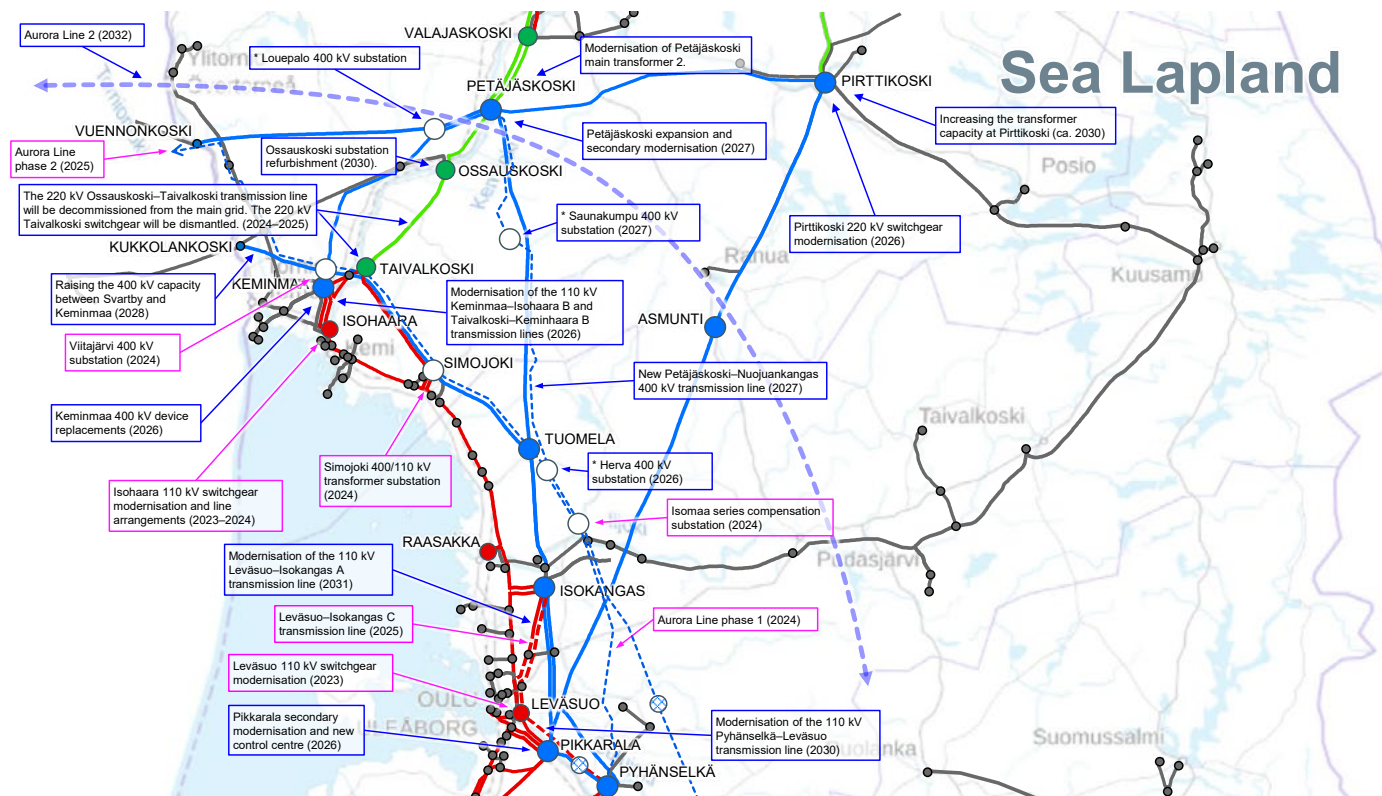 Sea Lapland
Aurora Line 2 (2032)
* Louepalo 400 kV substation
VALAJASKOSKI
Modernisation of Petäjäskoski
main transformer 2.
PETÄJÄSKOSKI
PIRTTIKOSKI
VUENNONKOSKI
Aurora Line
phase 2 (2025)
Ossauskoski substation
refurbishment (2030).
Petäjäskoski expansion and
secondary modernisation (2027)
Increasing the transformer
capacity at Pirttikoski (ca. 2030)
OSSAUSKOSKI
Posio
The 220 kV Ossauskoski–Taivalkoski transmission line
will be decommissioned from the main grid. The 220 kV
Taivalkoski switchgear will be dismantled. (2024–2025)
* Saunakumpu 400 kV
substation (2027)
Pirttikoski 220 kV switchgear
modernisation (2026)
KUKKOLANKOSKI
TAIVALKOSKI
Ranua
Kuusamo
Raising the 400 kV capacity
between Svartby and
Keminmaa (2028)
Modernisation of the 110 kV
Keminmaa–Isohaara B and
Taivalkoski–Keminhaara B
transmission lines (2026)
ISOHAARA
Kemi
ASMUNTI
Viitajärvi 400 kV
substation (2024)
SIMOJOKI
New Petäjäskoski–Nuojuankangas
400 kV transmission line (2027)
Keminmaa 400 kV device
replacements (2026)
Taivalkoski
TUOMELA
Simojoki 400/110 kV
transformer substation
(2024)
* Herva 400 kV
substation (2026)
Isohaara 110 kV switchgear
modernisation and line
arrangements (2023–2024)
Isomaa series compensation
substation (2024)
RAASAKKA
Pudasjärvi
Modernisation of the 110 kV
Leväsuo–Isokangas A
transmission line (2031)
ISOKANGAS
Leväsuo–Isokangas C
transmission line (2025)
Aurora Line phase 1 (2024)
Leväsuo 110 kV switchgear
modernisation (2023)
OULU
ULEÅBORG
LEVÄSUO
Pikkarala secondary
modernisation and new
control centre (2026)
Modernisation of the 110 kV
Pyhänselkä–Leväsuo
transmission line (2030)
PIKKARALA
Suomussalmi
PYHÄNSELKÄ